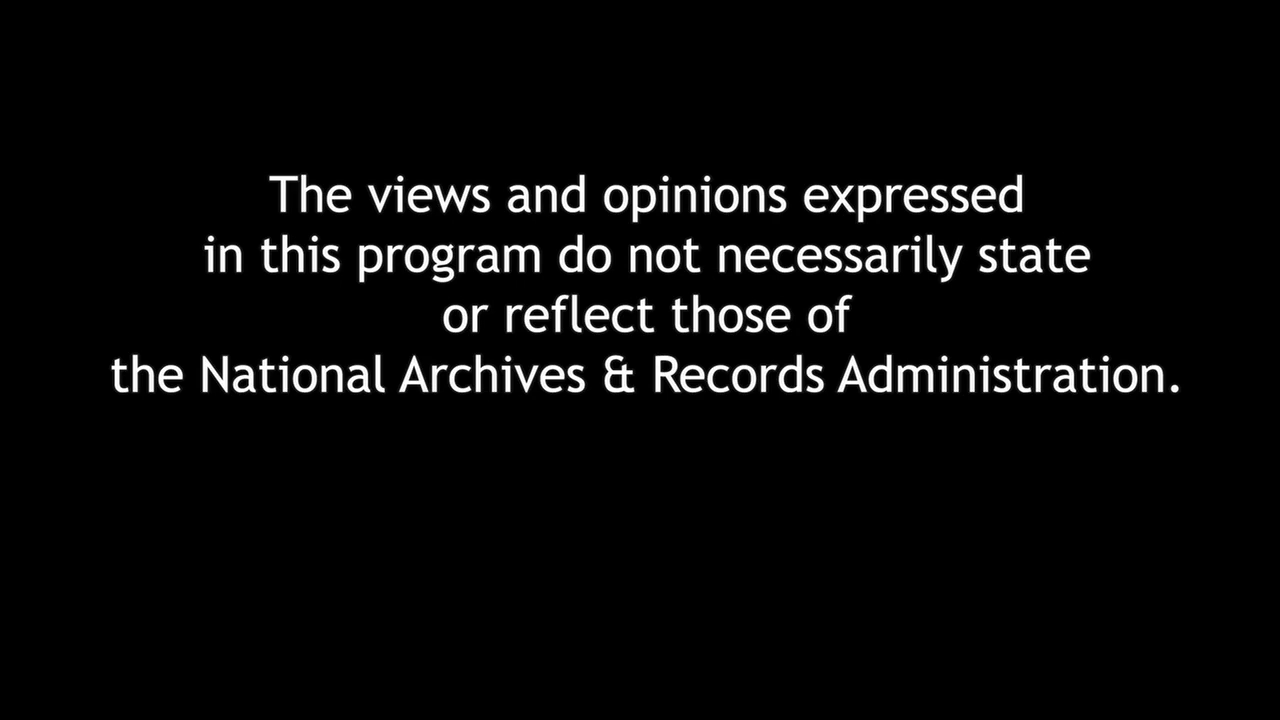 The views and opinions expressed
in this program do not necessarily state
or reflect those of
the National Archives & Records Administration.